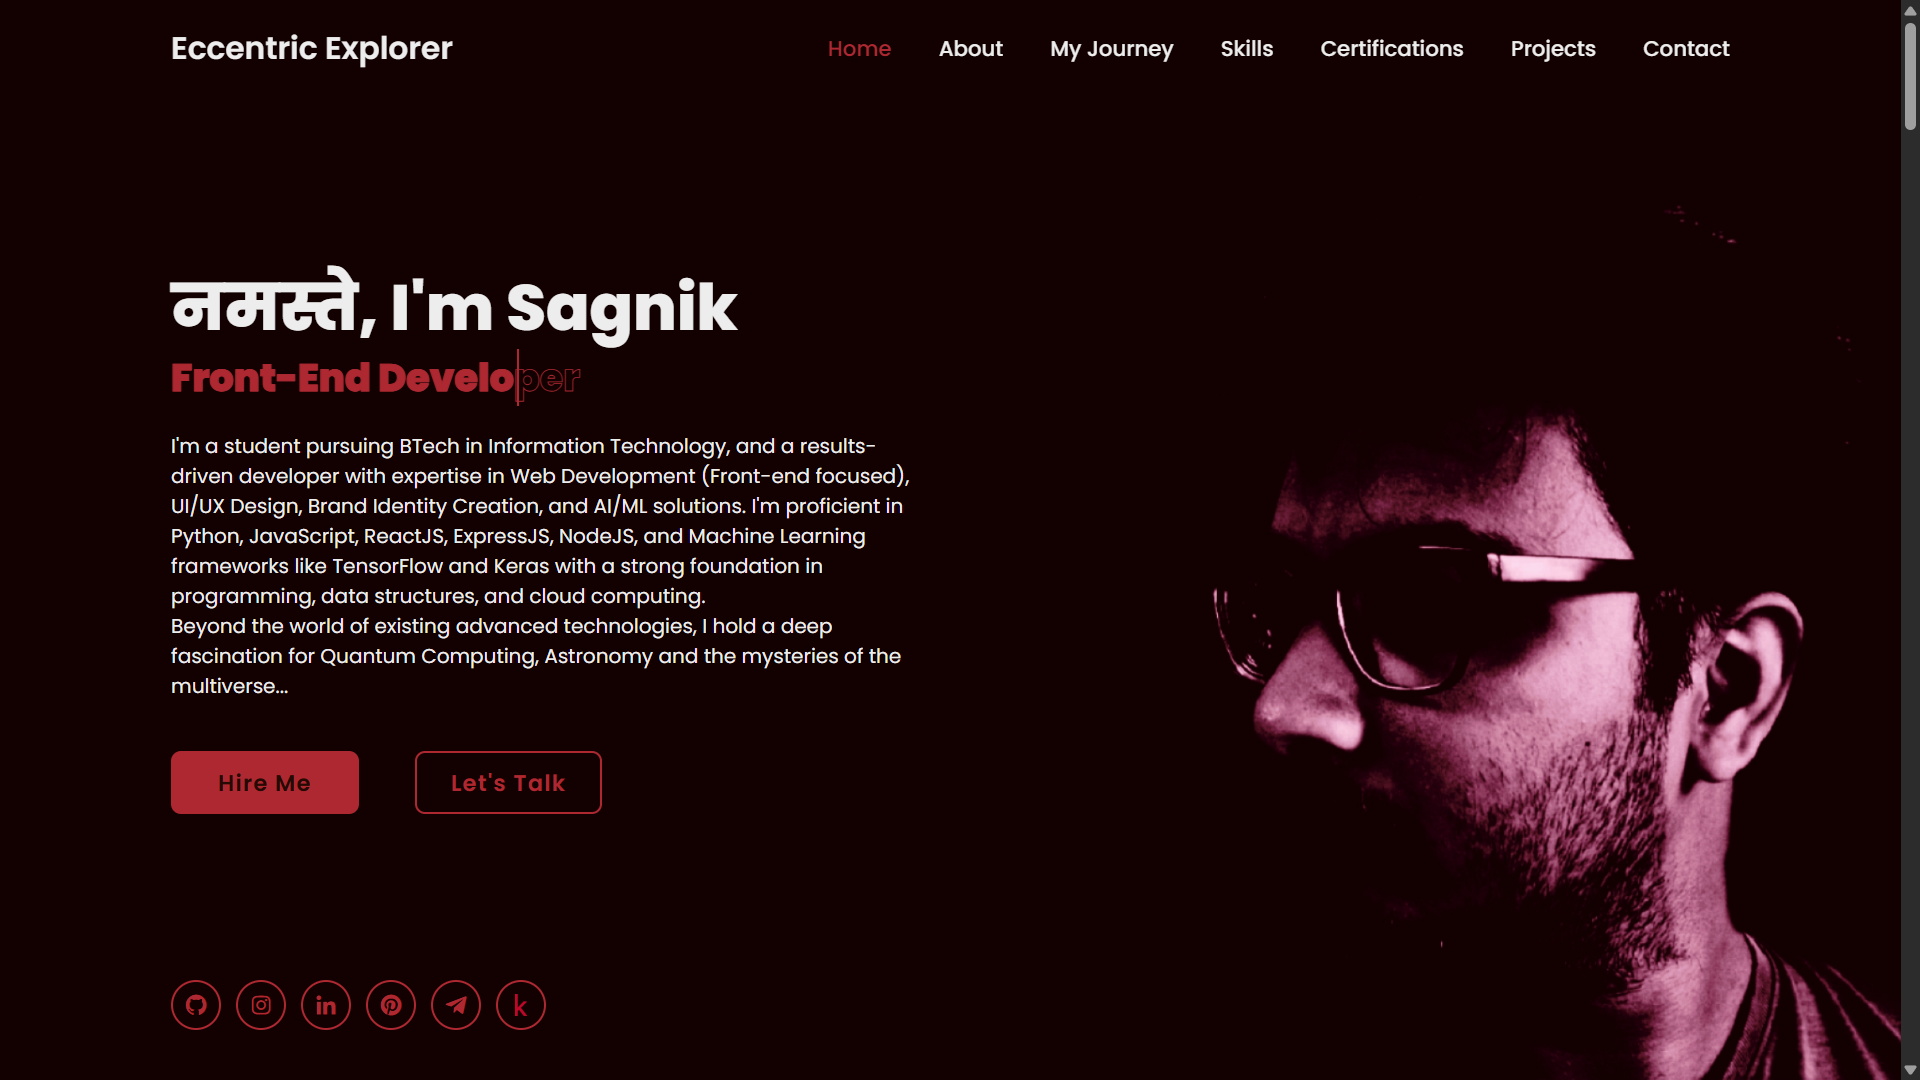 Eccentric Explorer
Home About My Journey Skills Certifications Projects Contact
नमस्ते, I'm Sagnik
Front-End Developer
I'm a student pursuing BTech in Information Technology, and a results-
driven developer with expertise in Web Development (Front-end focused),
UI/UX Design, Brand Identity Creation, and AI/ML solutions. I'm proficient in
Python, JavaScript, ReactJS, ExpressJS, NodeJS, and Machine Learning
frameworks like TensorFlow and Keras with a strong foundation in
programming, data structures, and cloud computing.
Beyond the world of existing advanced technologies, I hold a deep
fascination for Quantum Computing, Astronomy and the mysteries of the
multiverse...
Hire Me
Let's Talk
in
k